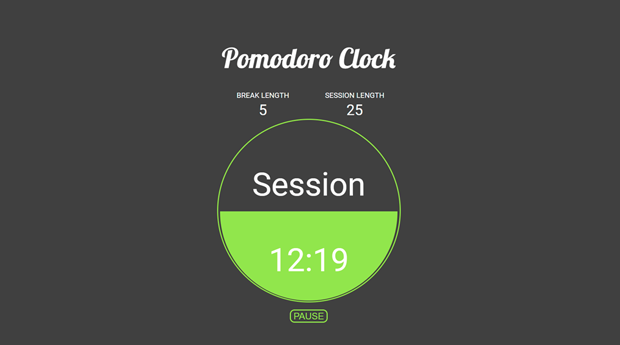 Pomodoro Clock
BREAK LENGTH
5
SESSION LENGTH
25
Session
12:19
PAUSE